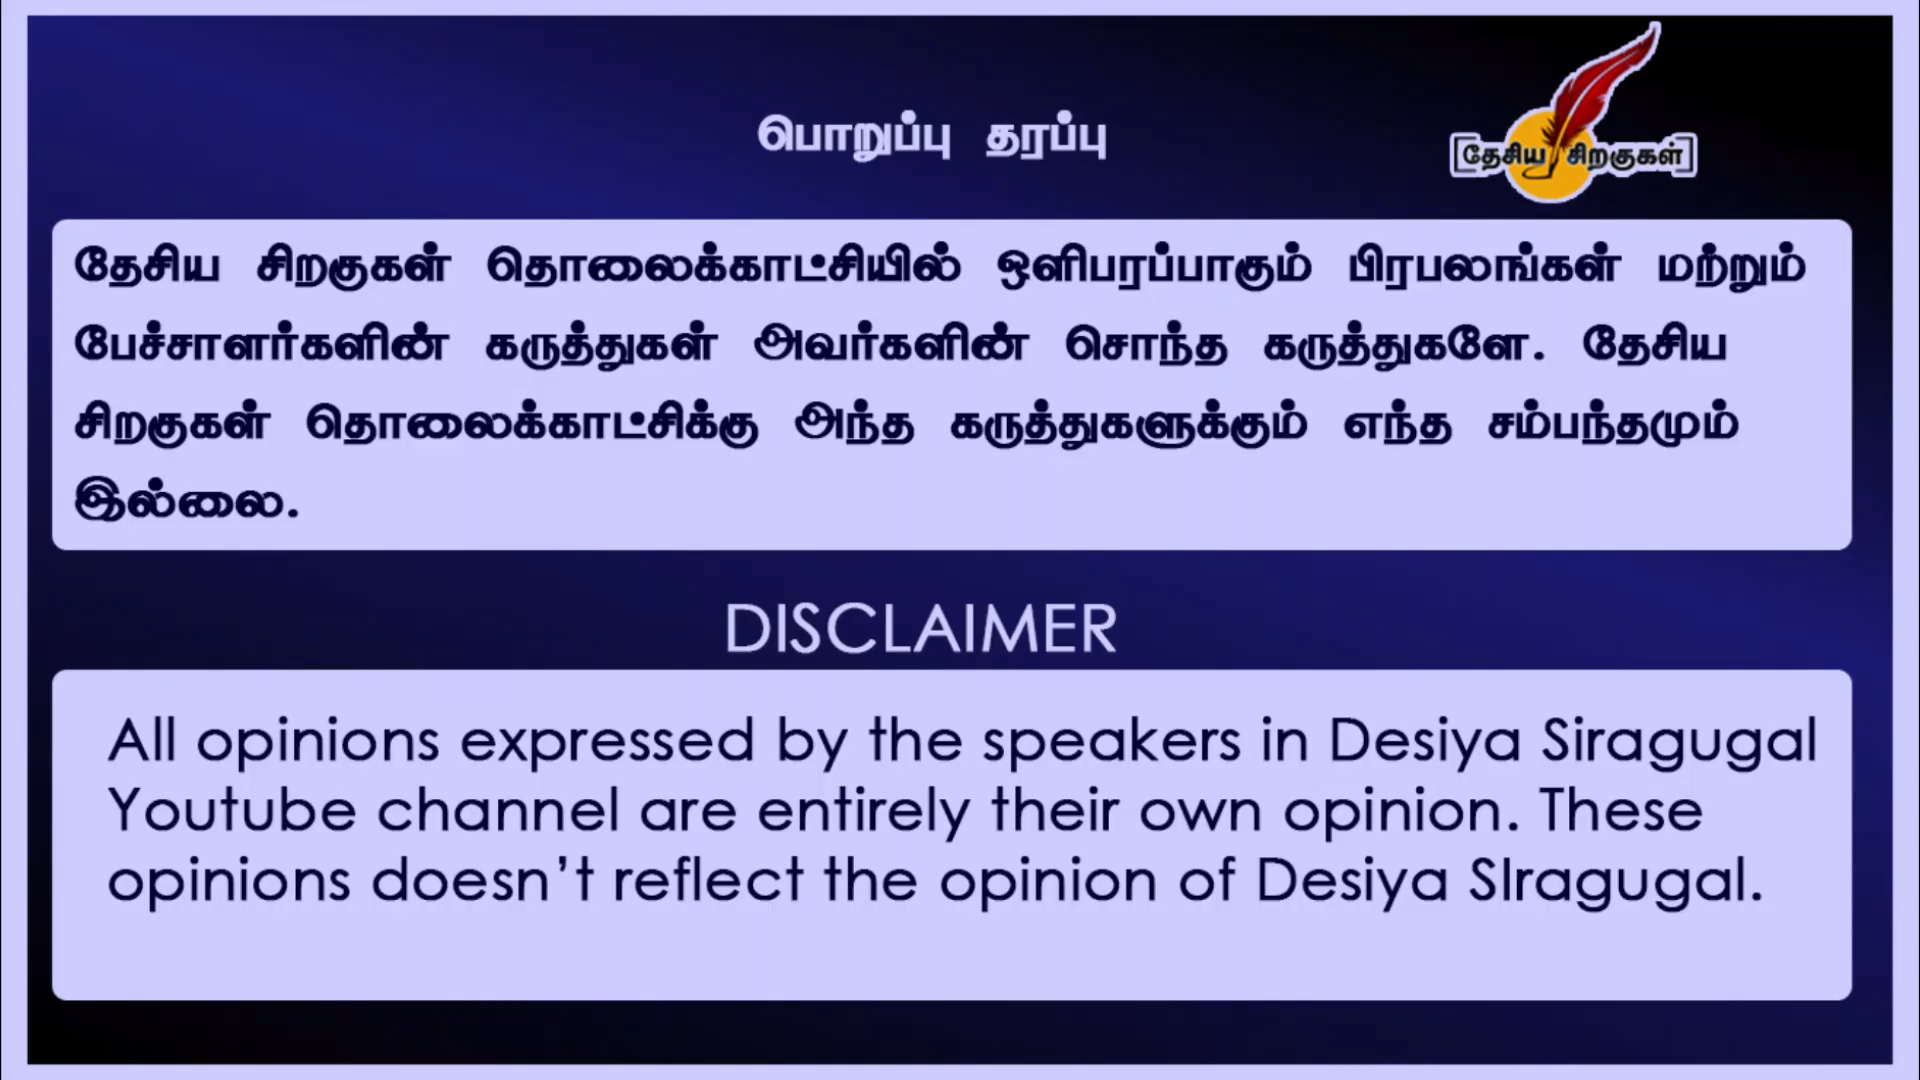 பொறுப்பு தரப்பு
[தேசிய சிறகுகள்]
தேசிய சிறகுகள் தொலைக்காட்சியில் ஒளிபரப்பாகும் பிரபலங்கள் மற்றும்
பேச்சாளர்களின் கருத்துகள் அவர்களின் சொந்த கருத்துகளே. தேசிய
சிறகுகள் தொலைக்காட்சிக்கு அந்த கருத்துகளுக்கும் எந்த சம்பந்தமும்
இல்லை.
DISCLAIMER
All opinions expressed by the speakers in Desiya Siragugal
Youtube channel are entirely their own opinion. These
opinions doesn’t reflect the opinion of Desiya SIragugal.